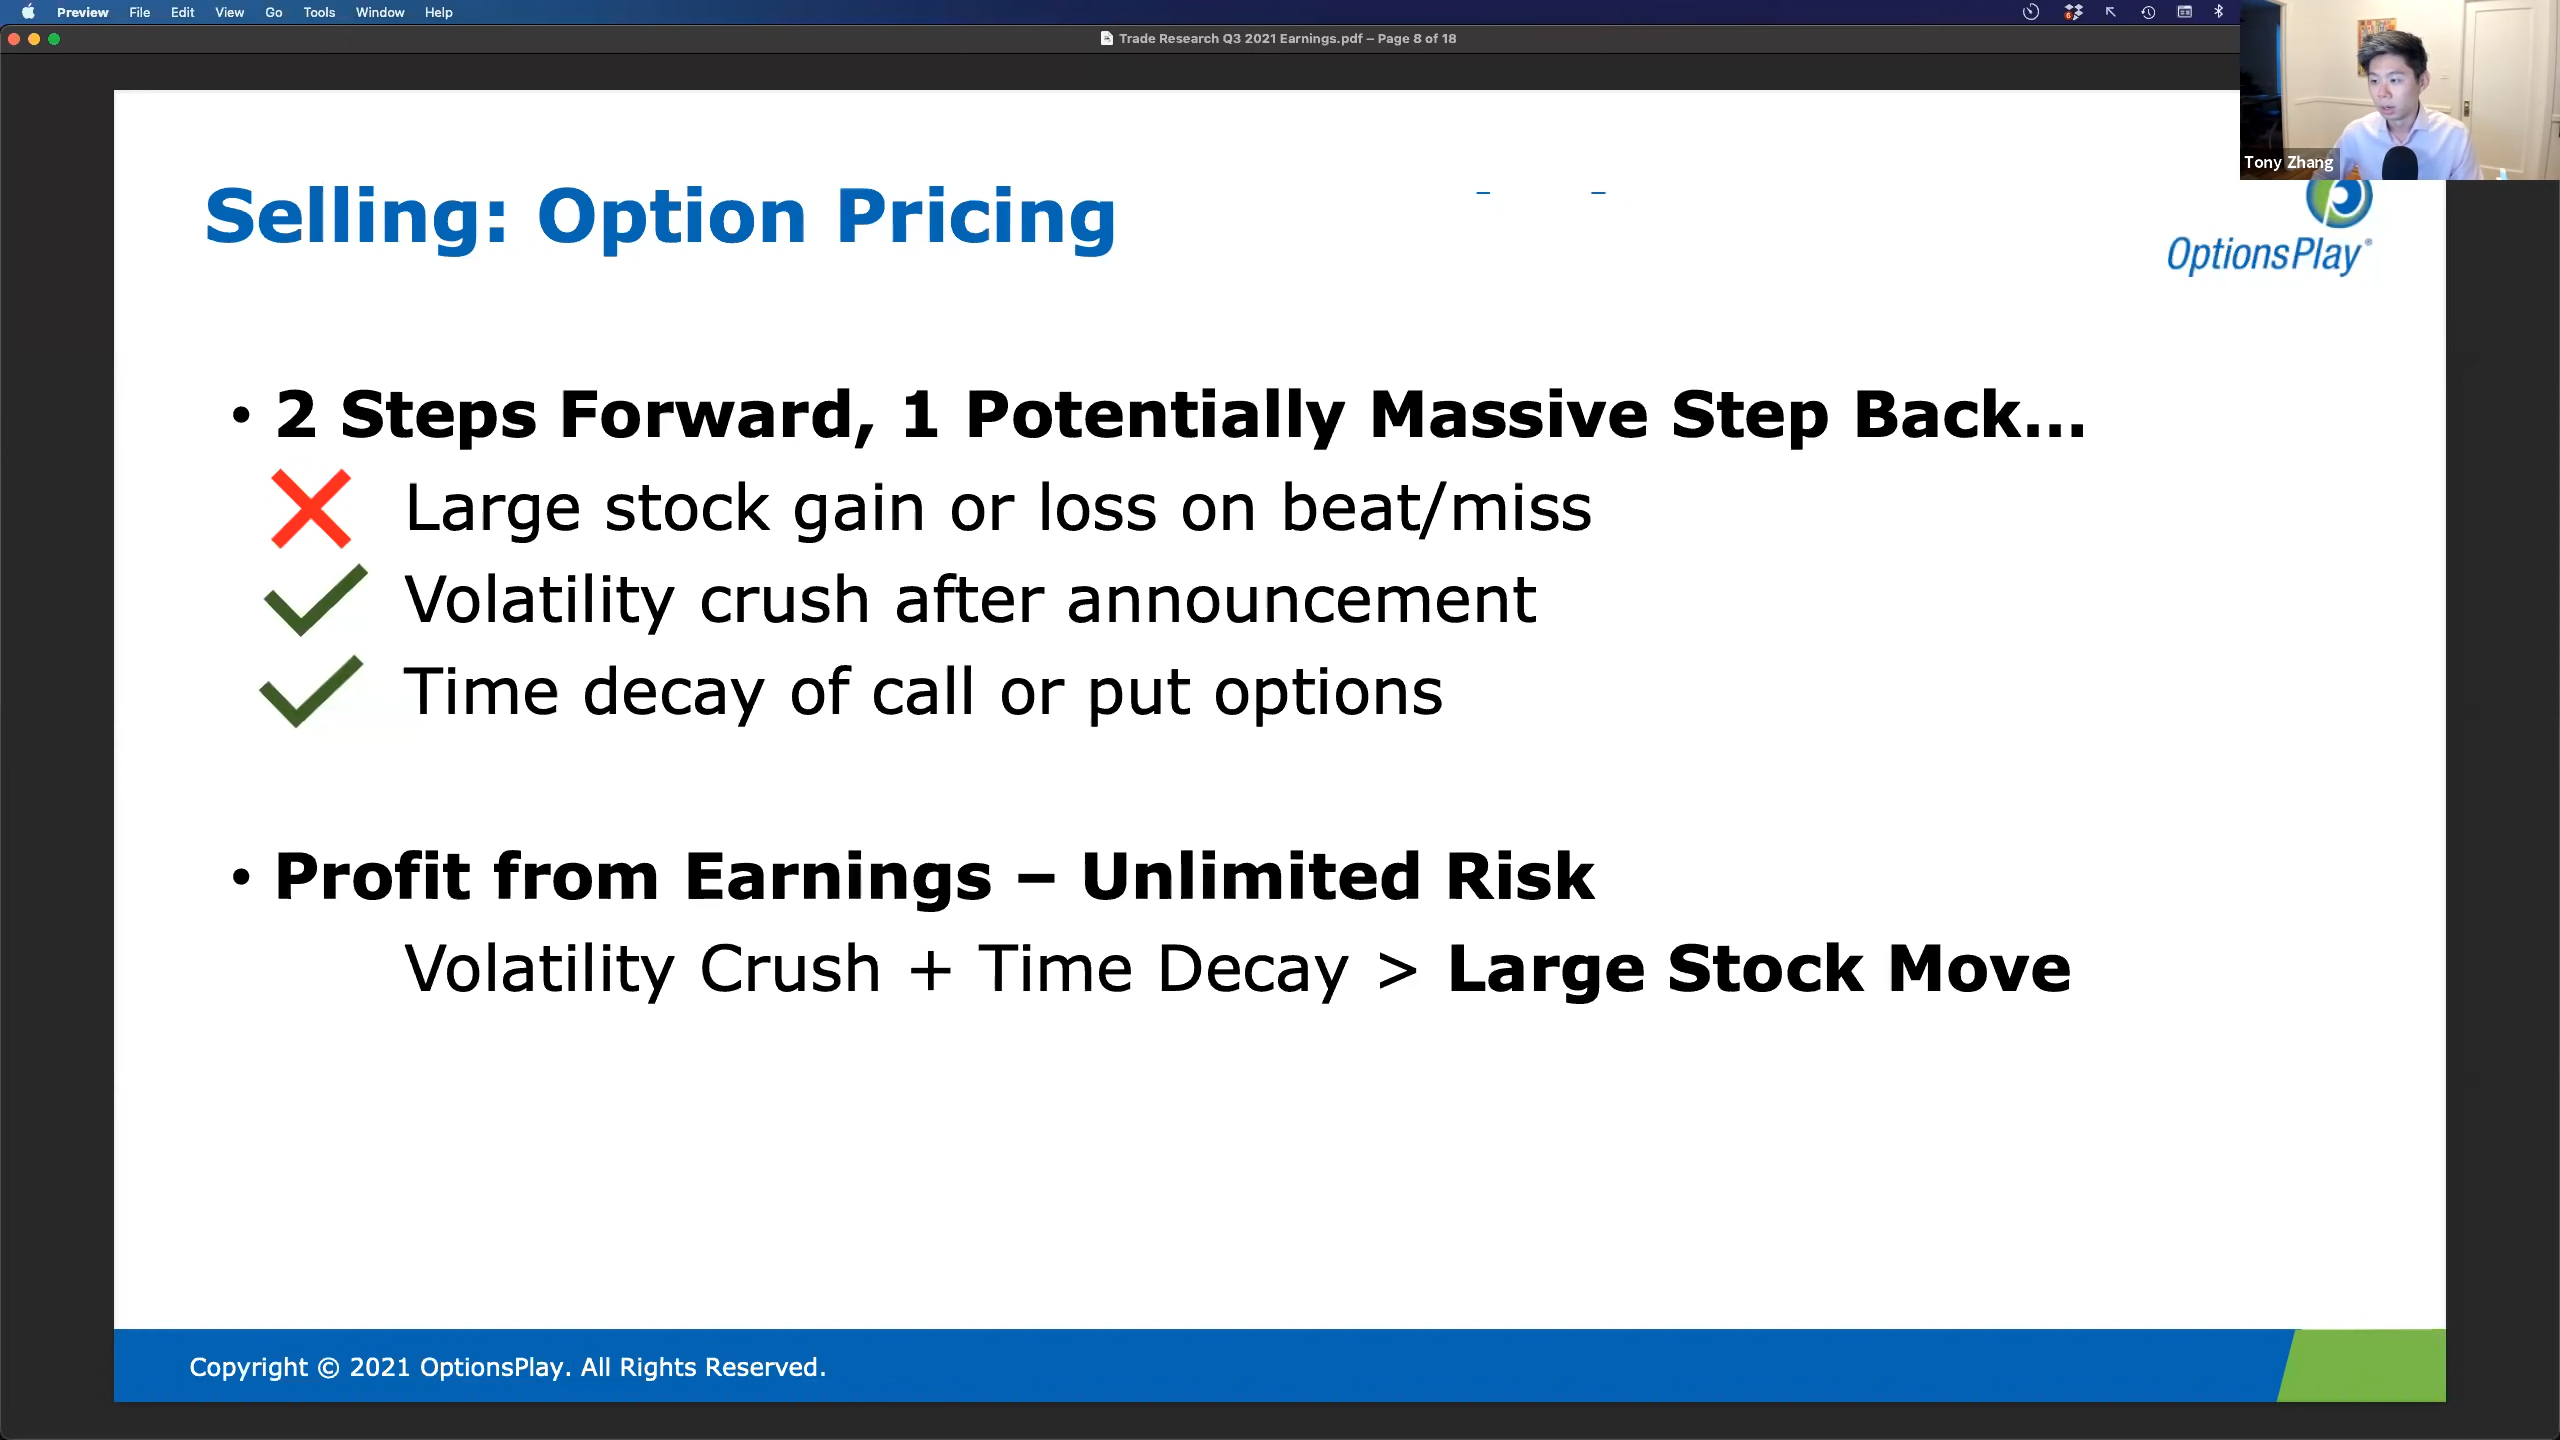 Preview File Edit View Go Tools Window Help
Trade Research Q3 2021 Earnings.pdf – Page 8 of 18
Tony Zhang
Selling: Option Pricing
OptionsPlay®
• 2 Steps Forward, 1 Potentially Massive Step Back...
Large stock gain or loss on beat/miss
Volatility crush after announcement
Time decay of call or put options
• Profit from Earnings – Unlimited Risk
Volatility Crush + Time Decay > Large Stock Move
Copyright © 2021 OptionsPlay. All Rights Reserved.